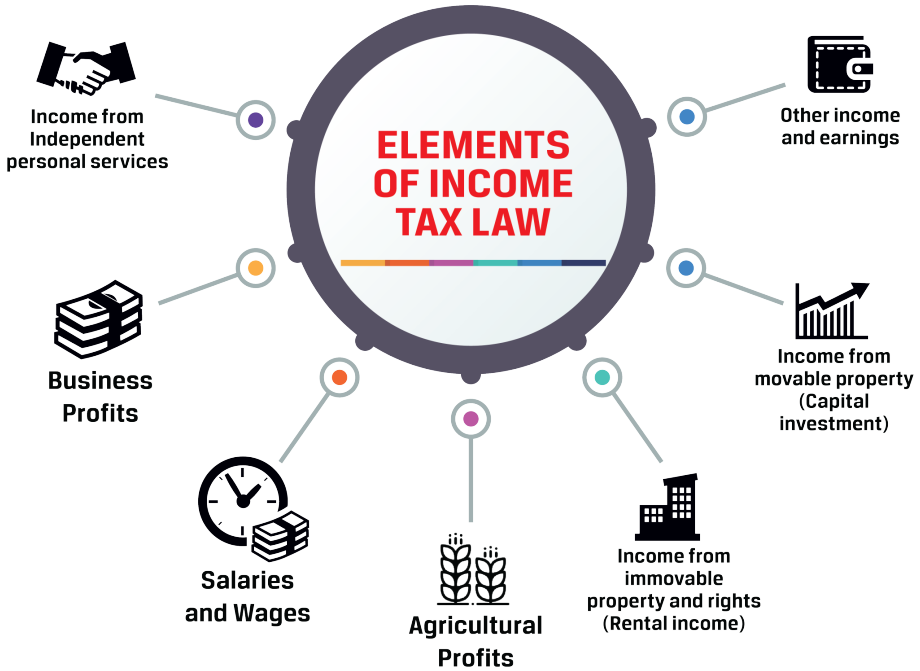 ELEMENTS
OF INCOME
TAX LAW
Income from
Independent
personal services
Business
Profits
Salaries
and Wages
Agricultural
Profits
Income from
immovable
property and rights
(Rental income)
Income from
movable property
(Capital
investment)
Other income
and earnings